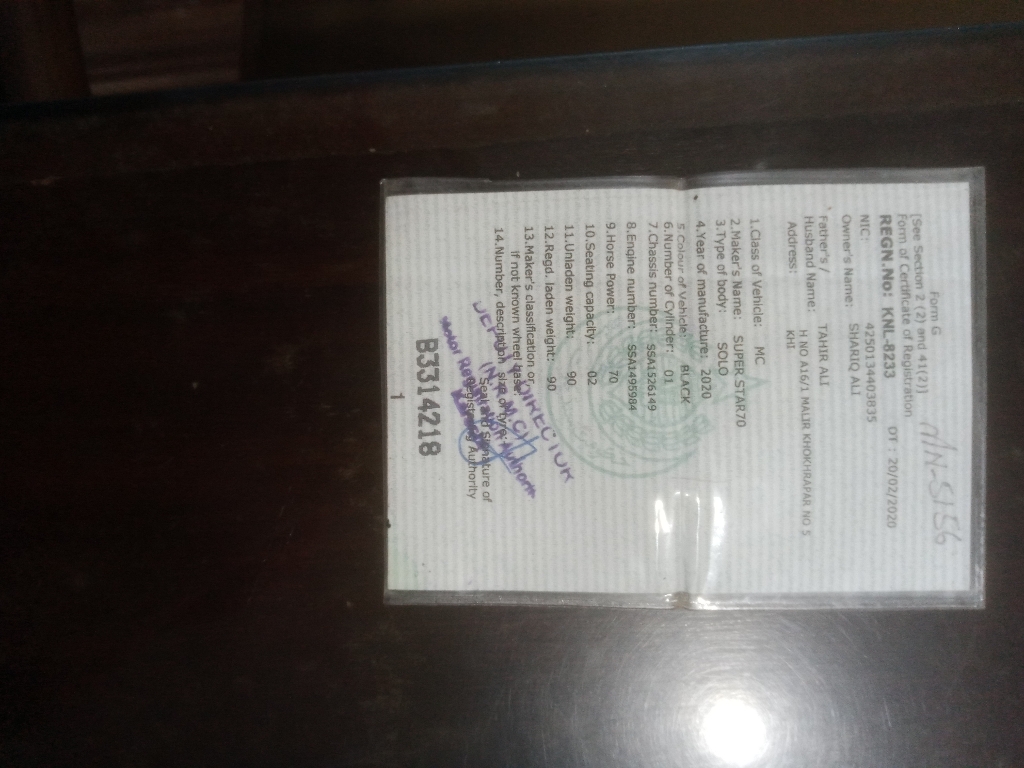 n/N-5156
Form G
[See Section 2 (2) and 41(2)]
Form of Certificate of Registration
REGN.No: KNL-8233 DT : 20/02/2020
NIC: 4250134403835
Owner's Name: SHARIQ ALI
Father's /
Husband Name: TAHIR ALI
Address: H NO A16/1 MALIR KHOKHRAPAR NO 5
KHI
1.Class of Vehicle: MC
2.Maker's Name: SUPER STAR70
3.Type of body: SOLO
4.Year of manufacture: 2020
5.Colour of Vehicle: BLACK
6.Number of Cylinder: 01
7.Chassis number: SSA1526149
8.Engine number: SSA1495984
9.Horse Power: 70
10.Seating capacity: 02
11.Unladen weight: 90
12.Regd. laden weight: 90
13.Maker's classification or
If not known wheel base:
14.Number, description size of type:
Seal and Signature of
Registering Authority
DEPUTY DIRECTOR
B3314218
1